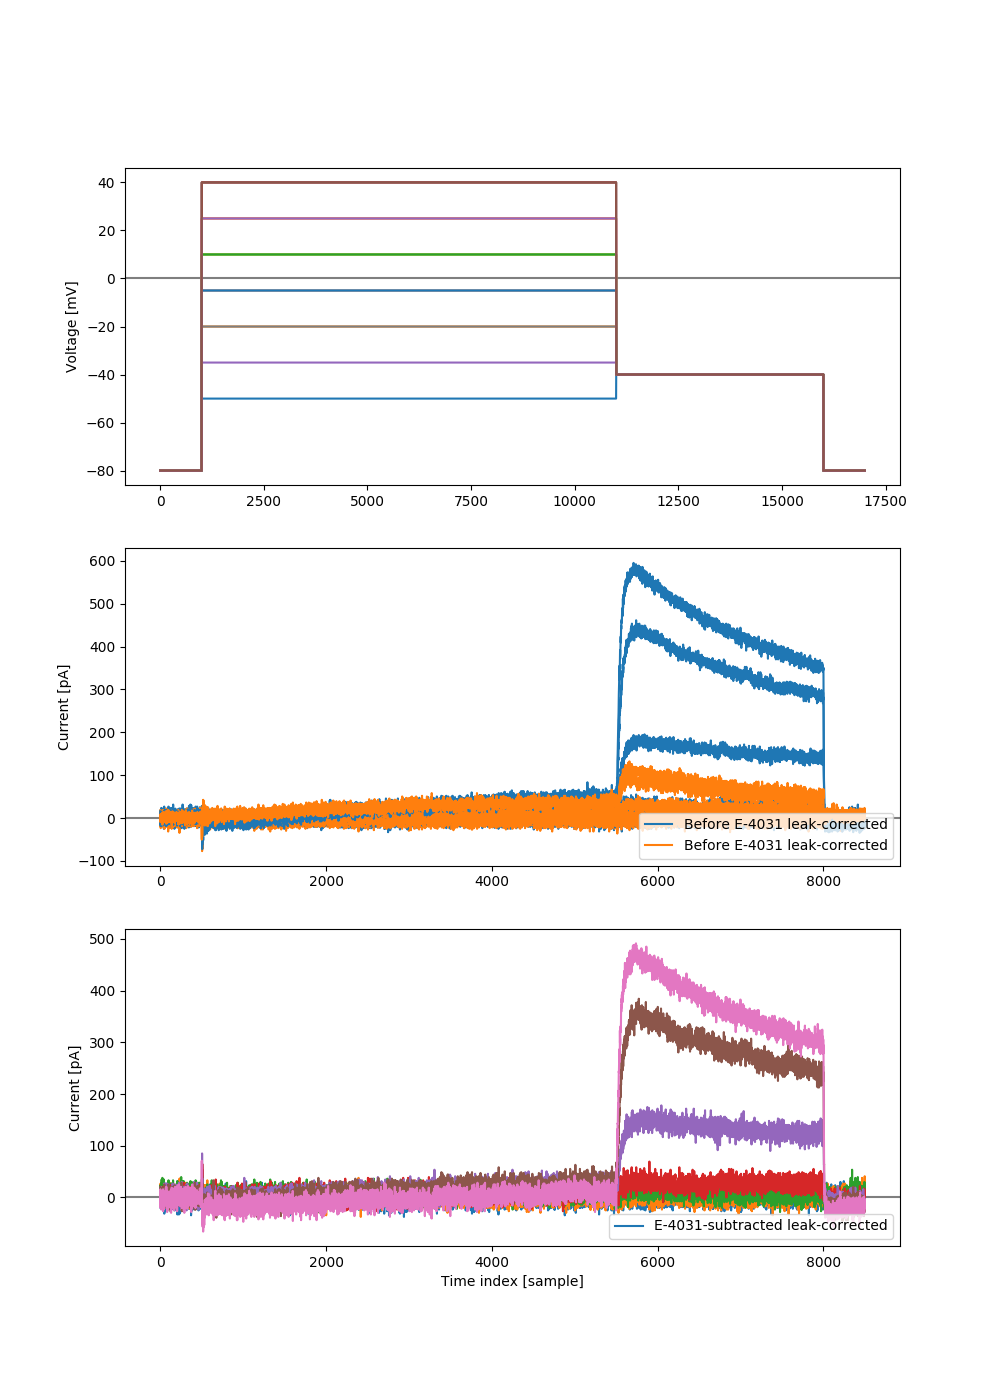 40
20
0
−20
−40
−60
−80
Voltage [mV]
0 2500 5000 7500 10000 12500 15000 17500
600
500
400
300
200
100
0
−100
Current [pA]
Before E-4031 leak-corrected
Before E-4031 leak-corrected
0 2000 4000 6000 8000
500
400
300
200
100
0
Current [pA]
E-4031-subtracted leak-corrected
0 2000 4000 6000 8000
Time index [sample]